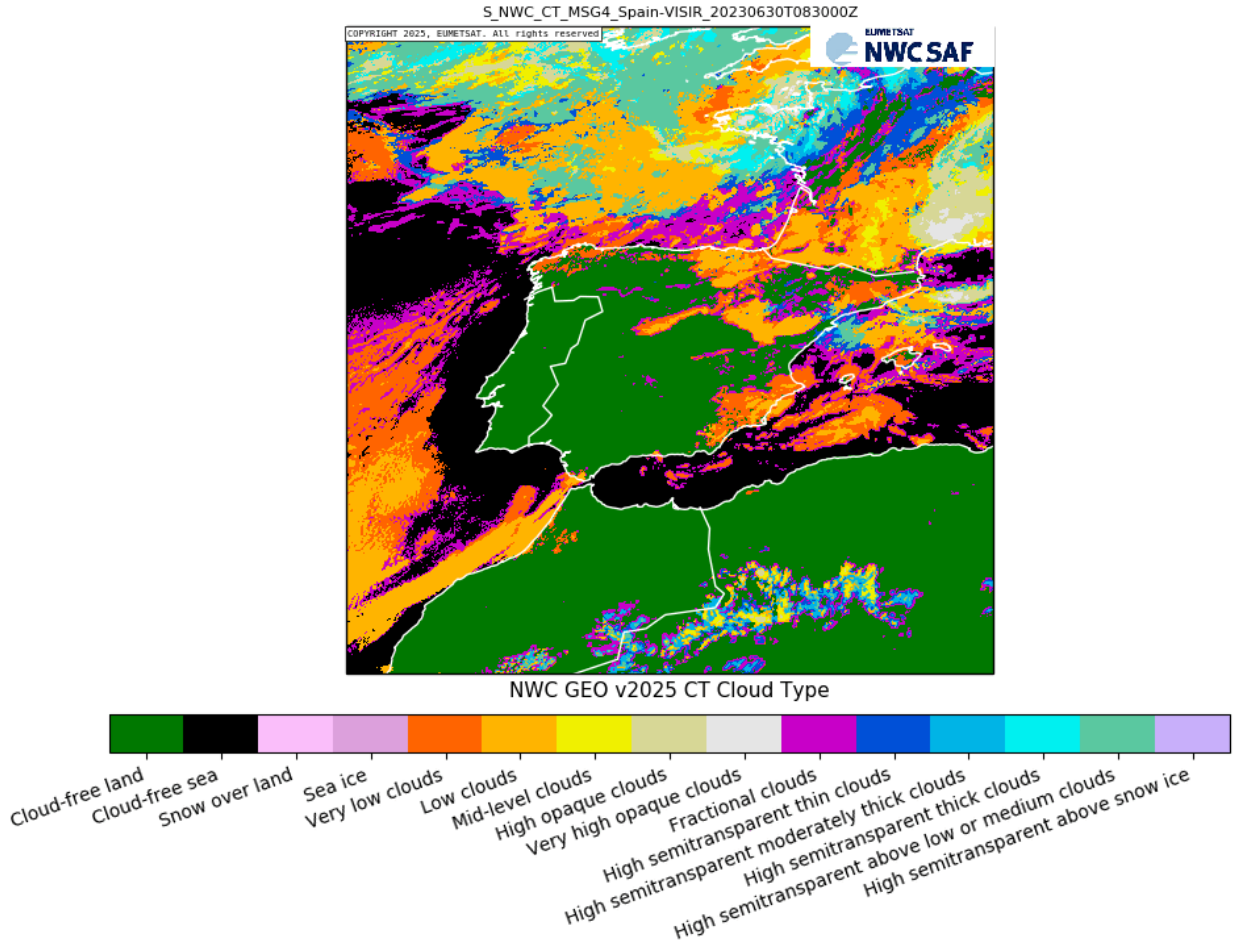 S_NWC_CT_MSG4_Spain-VISIR_20230630T083000Z
COPYRIGHT 2025, EUMETSAT. All rights reserved
EUMETSAT
NWC SAF
NWC GEO v2025 CT Cloud Type
Cloud-free land
Cloud-free sea
Snow over land
Sea ice
Very low clouds
Low clouds
Mid-level clouds
High opaque clouds
Very high opaque clouds
Fractional clouds
High semitransparent thin clouds
High semitransparent moderately thick clouds
High semitransparent thick clouds
High semitransparent above low or medium clouds
High semitransparent above snow ice